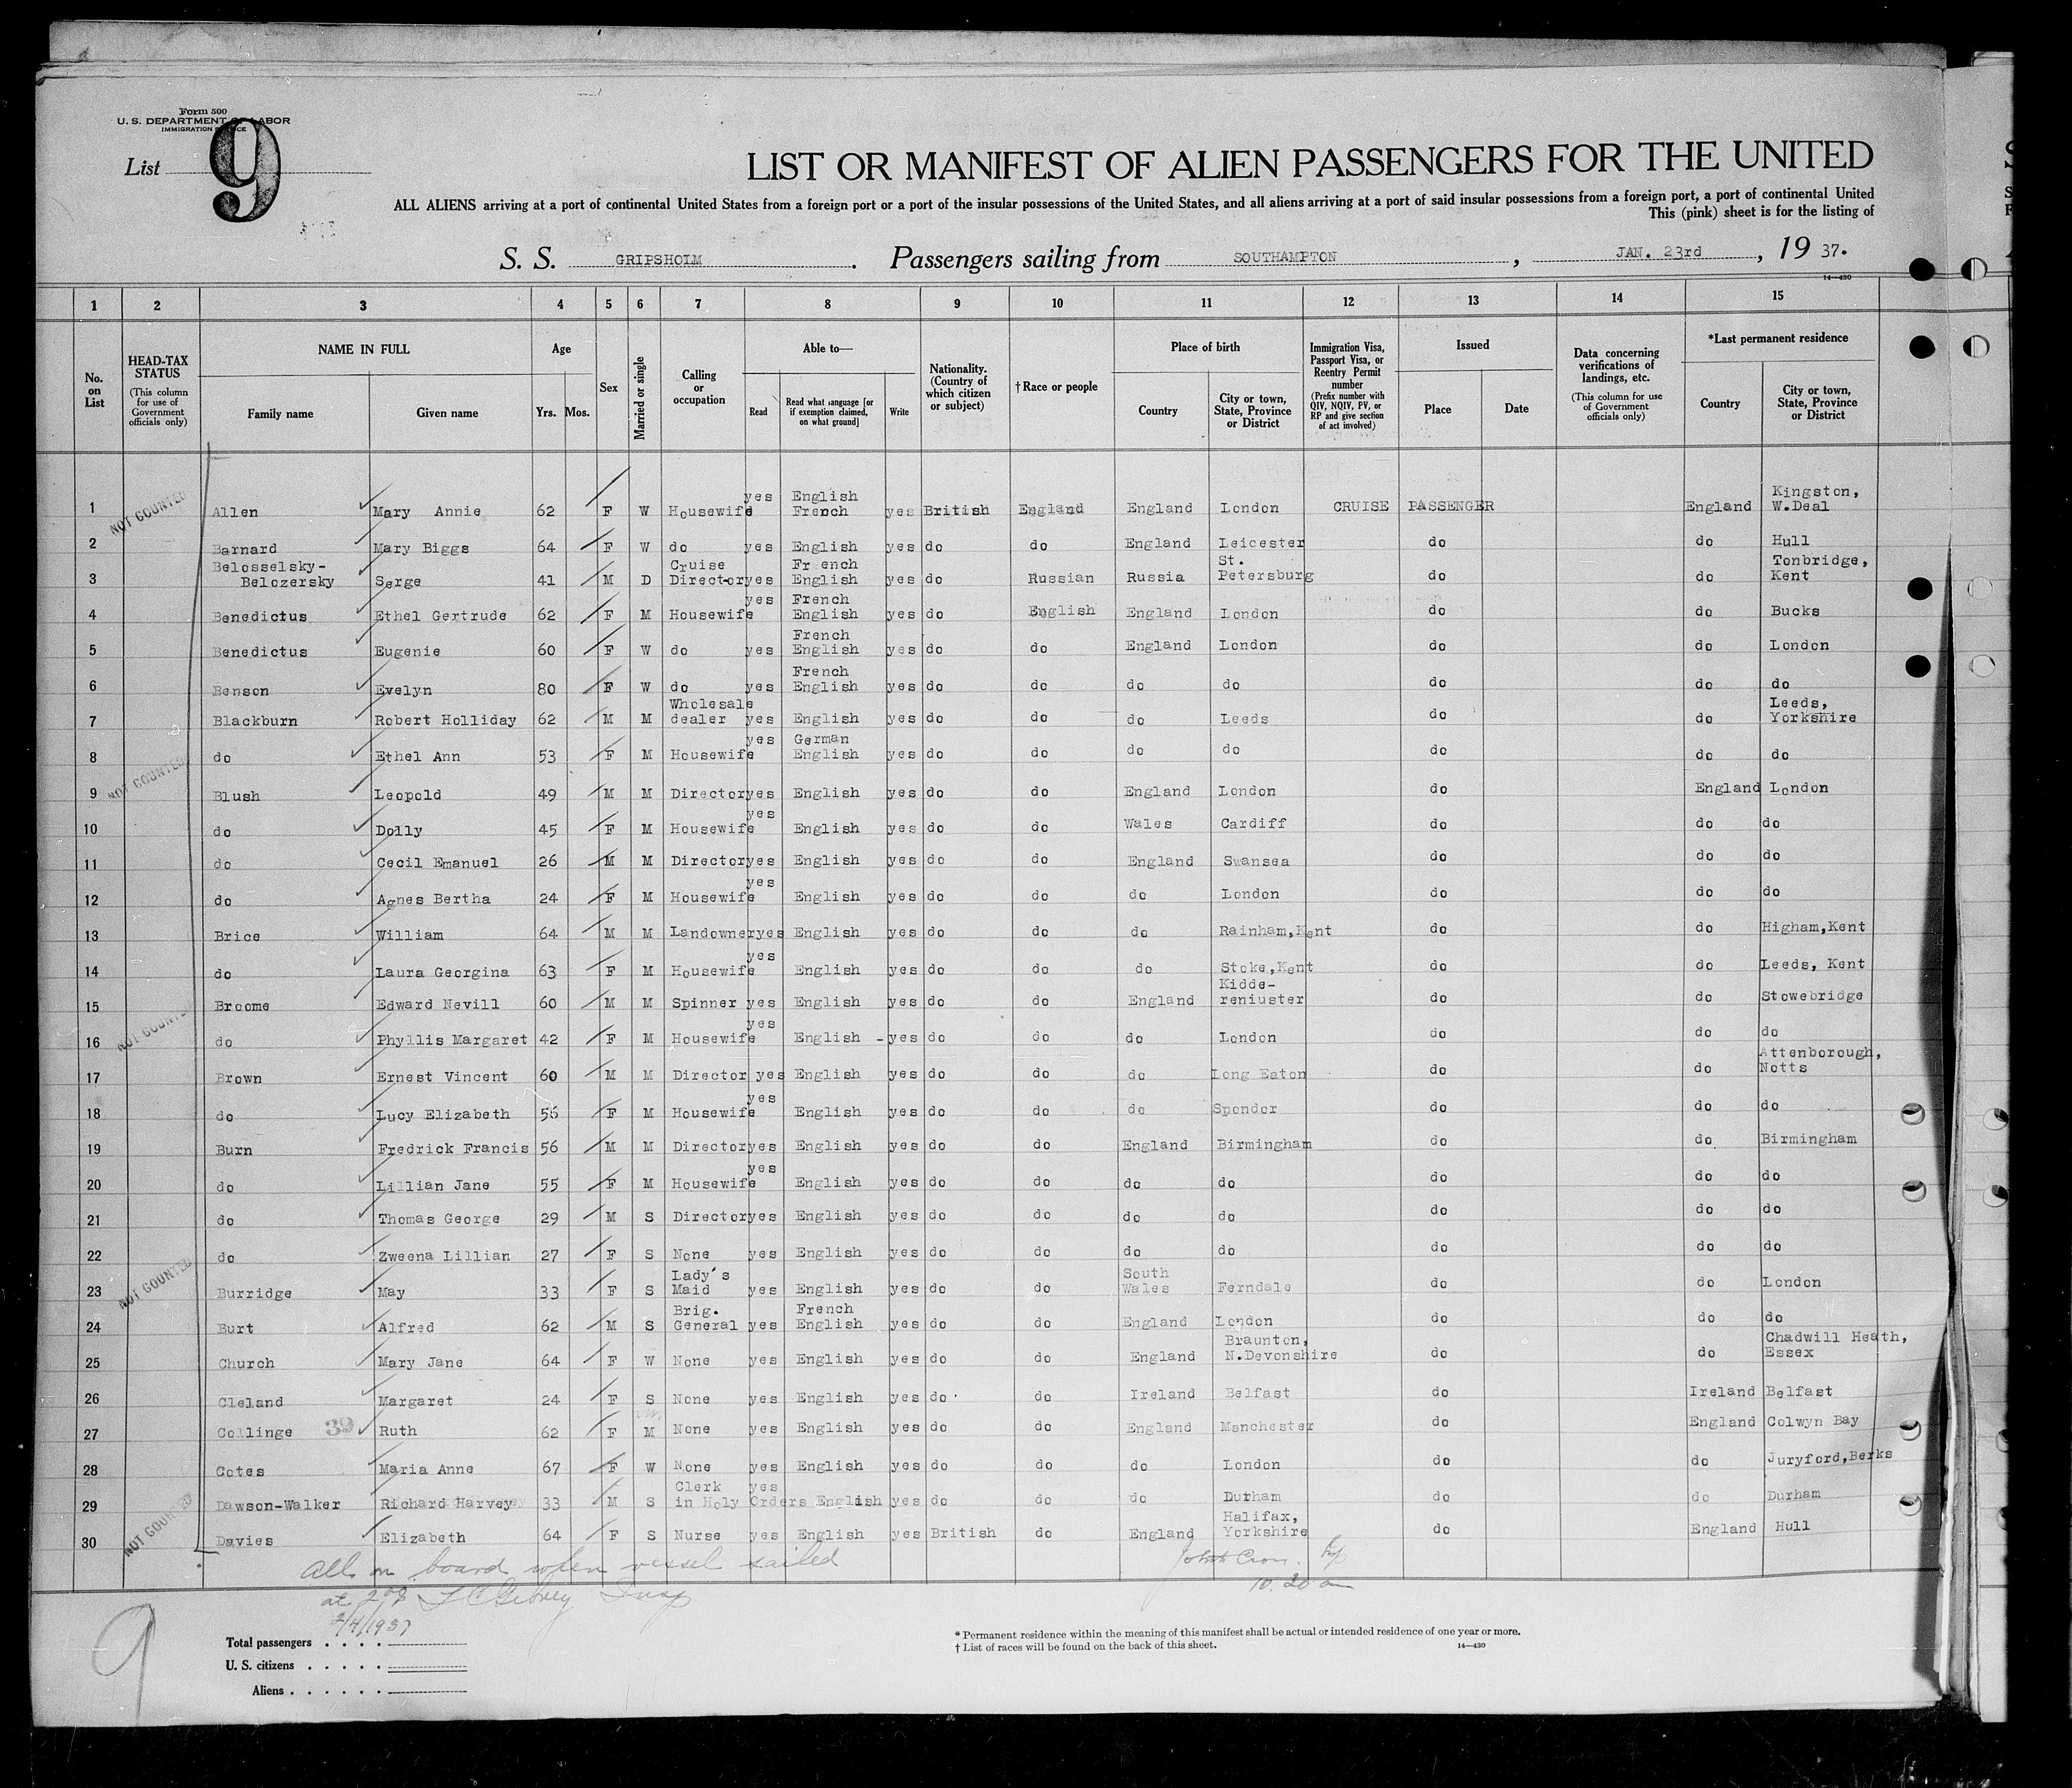 Form 500
U. S. DEPARTMENT OF LABOR
IMMIGRATION SERVICE
List 9
LIST OR MANIFEST OF ALIEN PASSENGERS FOR THE UNITED
ALL ALIENS arriving at a port of continental United States from a foreign port or a port of the insular possessions of the United States, and all aliens arriving at a port of said insular possessions from a foreign port, a port of continental United
This (pink) sheet is for the listing of
S. S. GRIPSHOLM. Passengers sailing from SOUTHAMPTON, JAN. 23rd, 19 37.
14—430
1 2 3 4 5 6 7 8 9 10 11 12 13 14 15
No. on List
HEAD-TAX STATUS (This column for use of Government officials only)
NAME IN FULL
Family name
Given name
Age
Yrs. Mos.
Sex
Married or single
Calling or occupation
Able to—
Read
Read what language [or if exemption claimed, on what ground]
Write
Nationality. (Country of which citizen or subject)
† Race or people
Place of birth
Country
City or town, State, Province or District
Immigration Visa, Passport Visa, or Reentry Permit number (Prefix number with QIV, NQIV, PV, or RP and give section of act involved)
Issued
Place
Date
Data concerning verifications of landings, etc. (This column for use of Government officials only)
*Last permanent residence
Country
City or town, State, Province or District
1 NOT COUNTED Allen Mary Annie 62 F W Housewife yes English French yes British England England London CRUISE PASSENGER England Kingston, W.Deal
2 Barnard Mary Biggs 64 F W do yes English yes do do England Leicester do do Hull
3 Belosselsky-Belozersky Serge 41 M D Cruise Director yes French English yes do Russian Russia St. Petersburg do do Tonbridge, Kent
4 Benedictus Ethel Gertrude 62 F M Housewife yes French English yes do English England London do do Bucks
5 Benedictus Eugenie 60 F W do yes French English yes do do England London do do London
6 Benson Evelyn 80 F W do yes French English yes do do do do do do do
7 Blackburn Robert Holliday 62 M M Wholesale dealer yes English yes do do do Leeds do do Leeds, Yorkshire
8 do Ethel Ann 53 F M Housewife yes German English yes do do do do do do do
9 NOT COUNTED Blush Leopold 49 M M Director yes English yes do do England London do England London
10 do Dolly 45 F M Housewife yes English yes do do Wales Cardiff do do do
11 do Cecil Emanuel 26 M M Director yes English yes do do England Swansea do do do
12 do Agnes Bertha 24 F M Housewife yes English yes do do do London do do do
13 Brice William 64 M M Landowner yes English yes do do do Rainham, Kent do do Higham, Kent
14 do Laura Georgina 63 F M Housewife yes English yes do do do Stoke, Kent do do Leeds, Kent
15 Broome Edward Nevill 60 M M Spinner yes English yes do do England Kidde-reniuster do do Stowebridge
16 NOT COUNTED do Phyllis Margaret 42 F M Housewife yes English - yes do do do London do do do
17 Brown Ernest Vincent 60 M M Director yes English yes do do do Long Eaton do do Attenborough, Notts
18 do Lucy Elizabeth 56 F M Housewife yes English yes do do do Spondor do do do
19 Burn Fredrick Francis 56 M M Director yes English yes do do England Birmingham do do Birmingham
20 do Lillian Jane 55 F M Housewife yes English yes do do do do do do do
21 do Thomas George 29 M S Director yes English yes do do do do do do do
22 do Zweena Lillian 27 F S None yes English yes do do do do do do do
23 NOT COUNTED Burridge May 33 F S Lady's Maid yes English yes do do South Wales Ferndale do do London
24 Burt Alfred 62 M S Brig. General yes French English yes do do England London do do do
25 Church Mary Jane 64 F W None yes English yes do do England Braunton, N.Devonshire do do Chadwill Heath, Essex
26 Cleland Margaret 24 F S None yes English yes do do Ireland Belfast do Ireland Belfast
27 Collinge 39 Ruth 62 F M None yes English yes do do England Manchester do England Colwyn Bay
28 Cotes Maria Anne 67 F W None yes English yes do do do London do do Juryford, Berks
29 Dawson-Walker Richard Harvey 33 M S Clerk in Holy Orders yes English yes do do do Durham do do Durham
30 NOT COUNTED Davies Elizabeth 64 F S Nurse yes English yes British do England Halifax, Yorkshire do England Hull
All on board when vessel sailed
at 2 00 Insp
2/4/1937
10.20 am
9
Total passengers
U. S. citizens
Aliens
* Permanent residence within the meaning of this manifest shall be actual or intended residence of one year or more.
† List of races will be found on the back of this sheet.
14—430